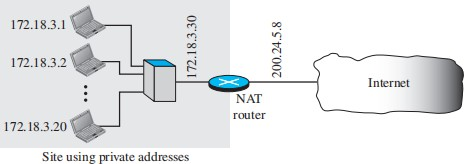 172.18.3.1
172.18.3.2
172.18.3.20
172.18.3.30
200.24.5.8
NAT
router
Internet
Site using private addresses